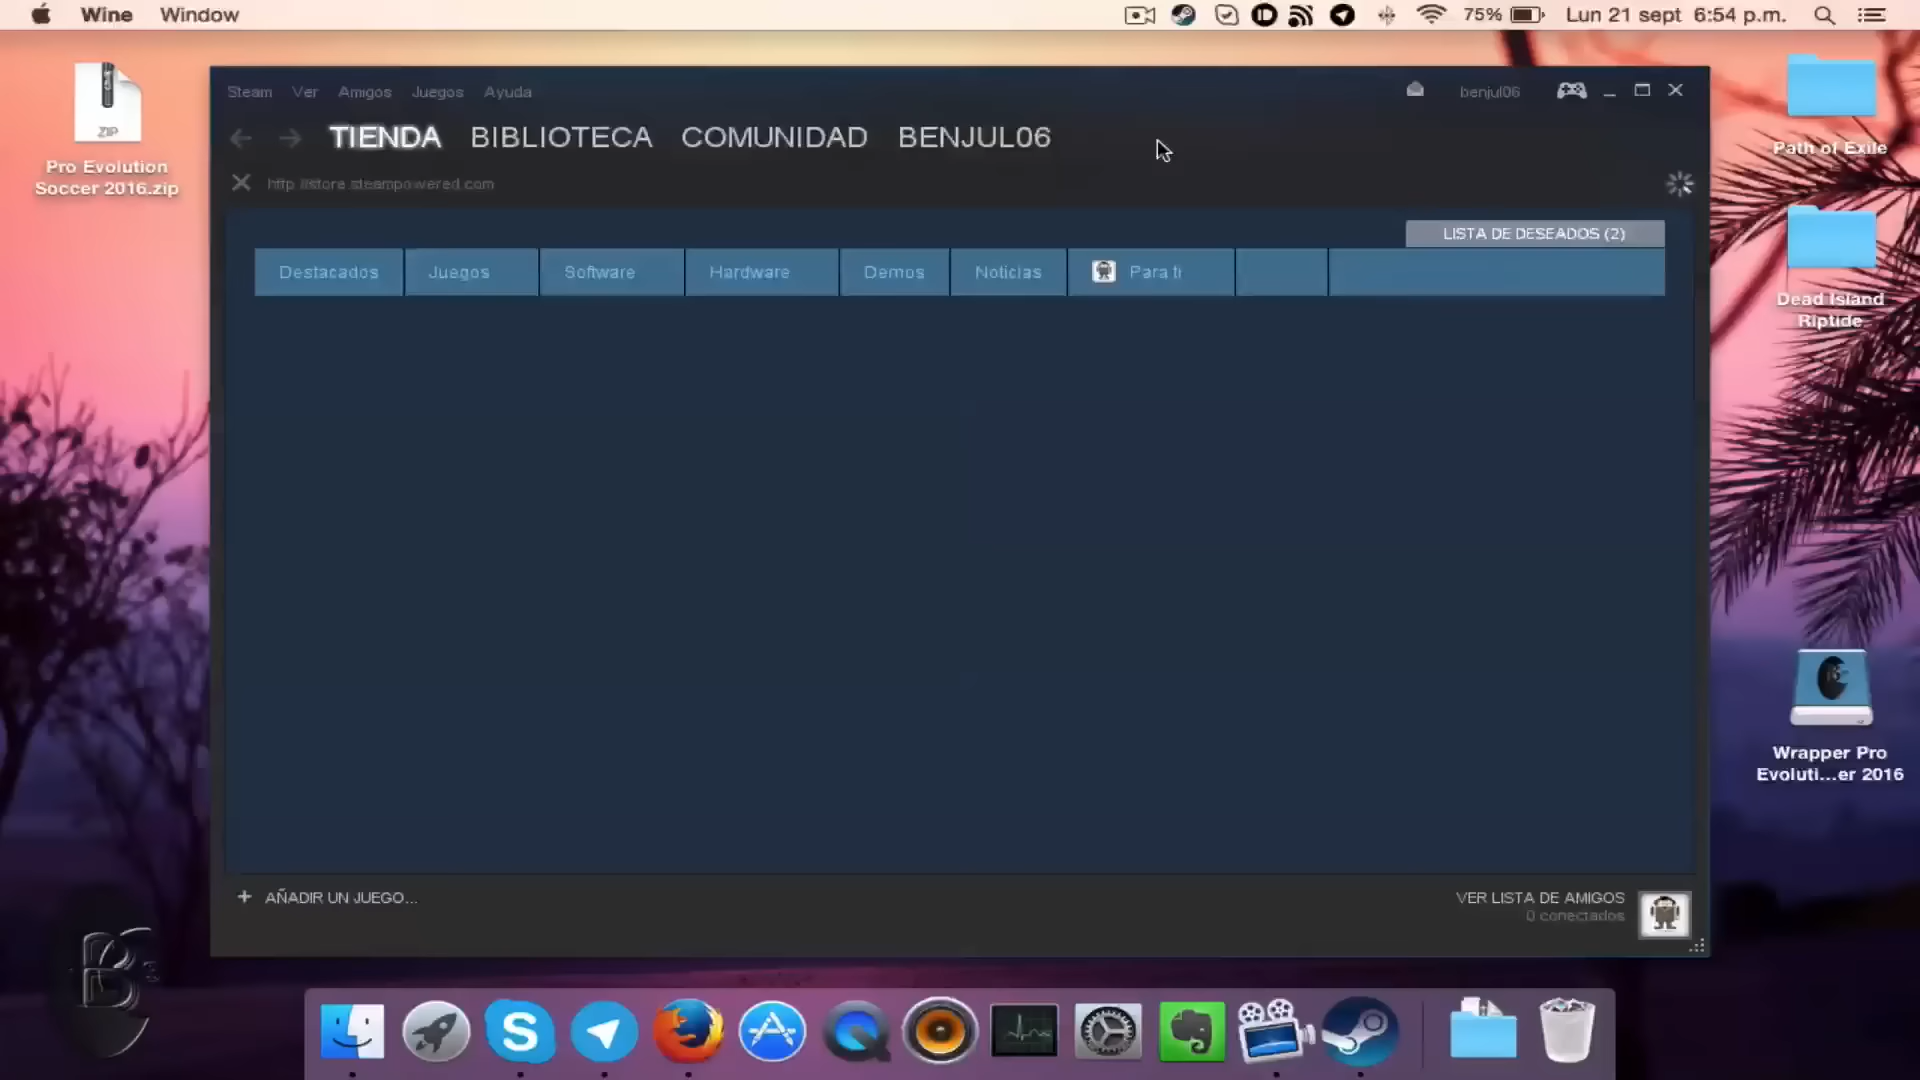 Wine Window
75% Lun 21 sept 6:54 p.m.
ZIP
Pro Evolution
Soccer 2016.zip
Steam Ver Amigos Juegos Ayuda
benjul06
TIENDA BIBLIOTECA COMUNIDAD BENJUL06
http://store.steampowered.com
LISTA DE DESEADOS (2)
Destacados Juegos Software Hardware Demos Noticias Para ti
AÑADIR UN JUEGO...
VER LISTA DE AMIGOS
0 conectados
Path of Exile
Dead Island
Riptide
Wrapper Pro
Evoluti...er 2016